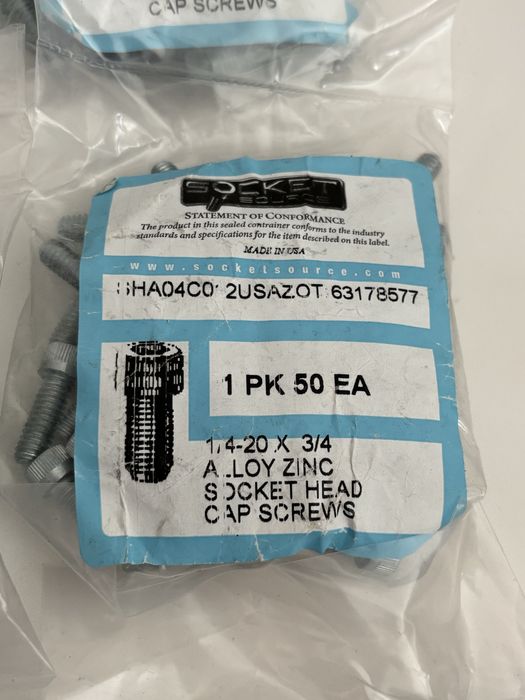 CAP SCREWS
SOCKET
SOURCE
STATEMENT OF CONFORMANCE
The product in this sealed container conforms to the industry
standards and specifications for the item described on this label.
MADE IN USA
www.socketsource.com
SHA04C012USAZOT 63178577
1 PK 50 EA
1/4-20 X 3/4
ALLOY ZINC
SOCKET HEAD
CAP SCREWS